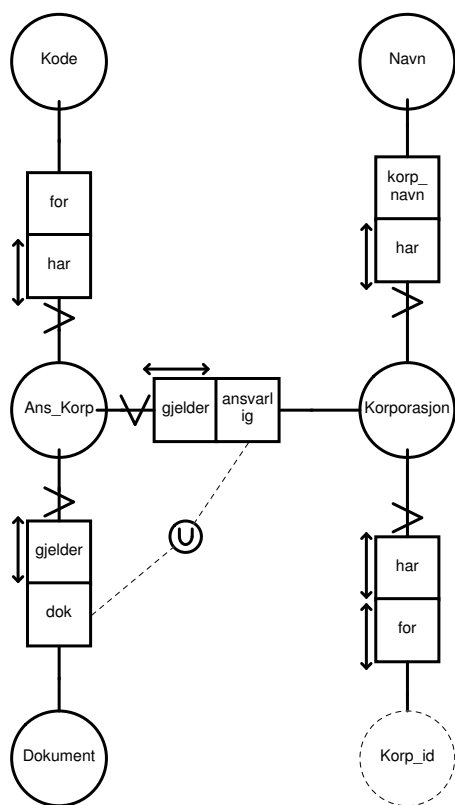 Kode
Navn
for
korp_
navn
har
har
Ans_Korp
gjelder
ansvarl
ig
Korporasjon
gjelder
U
har
dok
for
Dokument
Korp_id